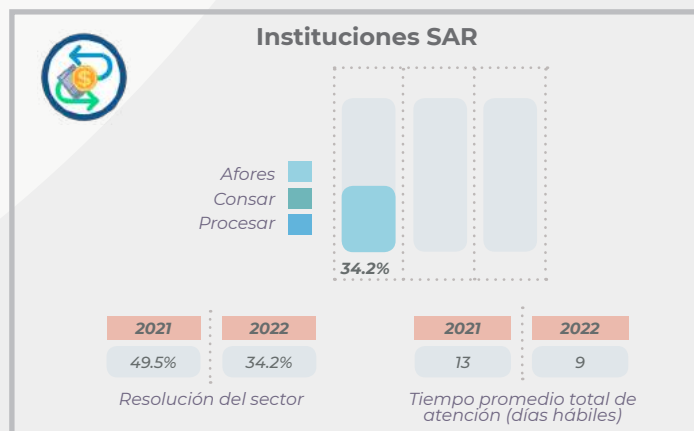 Instituciones SAR
$
Afores
Consar
Procesar
34.2%
2021 2022
49.5% 34.2%
Resolución del sector
2021 2022
13 9
Tiempo promedio total de
atención (días hábiles)